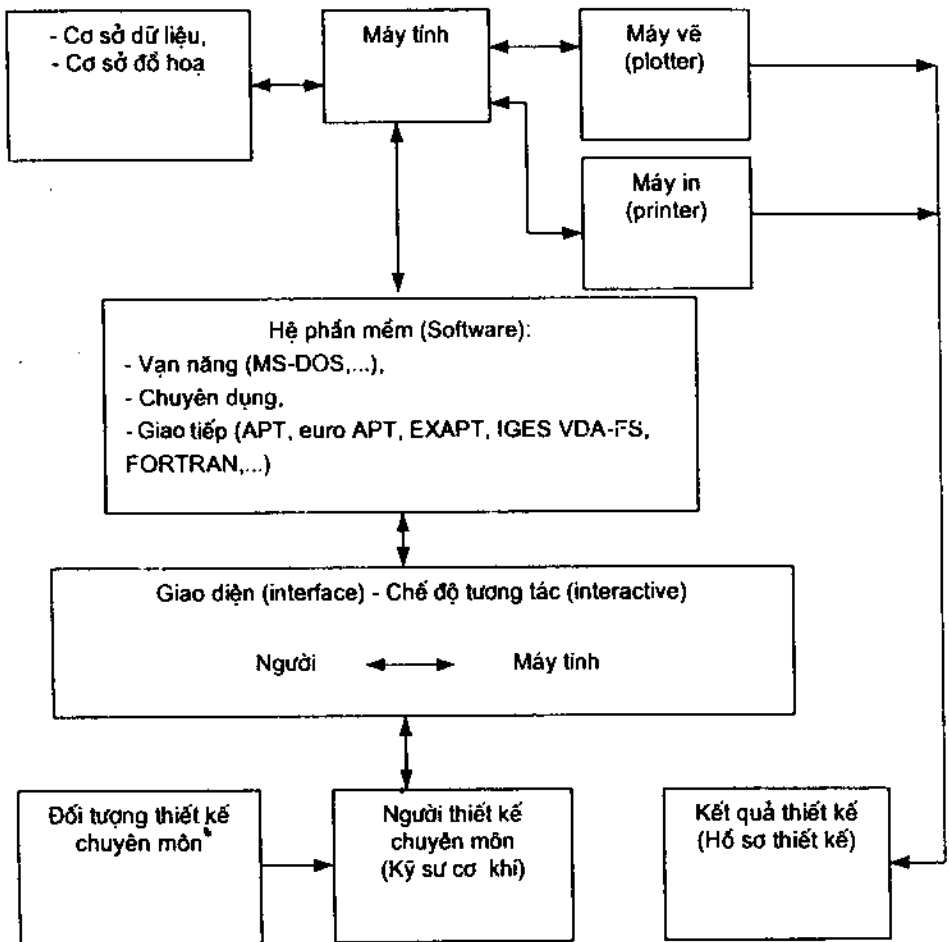 - Cơ sở dữ liệu,
- Cơ sở đồ hoạ
Máy tính
Máy vẽ
(plotter)
Máy in
(printer)
Hệ phần mềm (Software):
- Vạn năng (MS-DOS,...),
- Chuyên dụng,
- Giao tiếp (APT, euro APT, EXAPT, IGES VDA-FS,
FORTRAN,...)
Giao diện (interface) - Chế độ tương tác (interactive)
Người Máy tính
Đối tượng thiết kế
chuyên môn
Người thiết kế
chuyên môn
(Kỹ sư cơ khí)
Kết quả thiết kế
(Hồ sơ thiết kế)